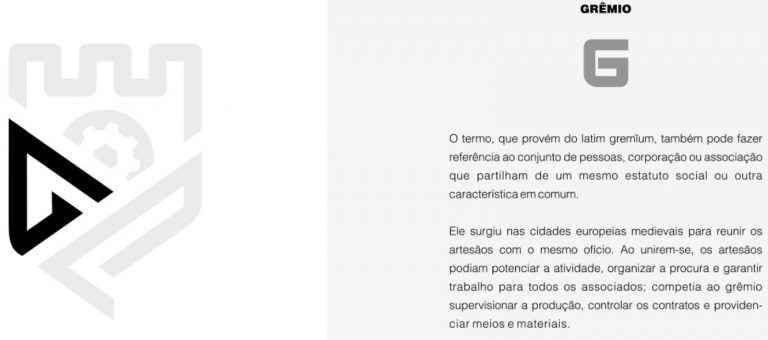 GRÊMIO
G
O termo, que provém do latim gremĭum, também pode fazer
referência ao conjunto de pessoas, corporação ou associação
que partilham de um mesmo estatuto social ou outra
característica em comum.
Ele surgiu nas cidades europeias medievais para reunir os
artesãos com o mesmo ofício. Ao unirem-se, os artesãos
podiam potenciar a atividade, organizar a procura e garantir
trabalho para todos os associados; competia ao grêmio
supervisionar a produção, controlar os contratos e providen-
ciar meios e materiais.